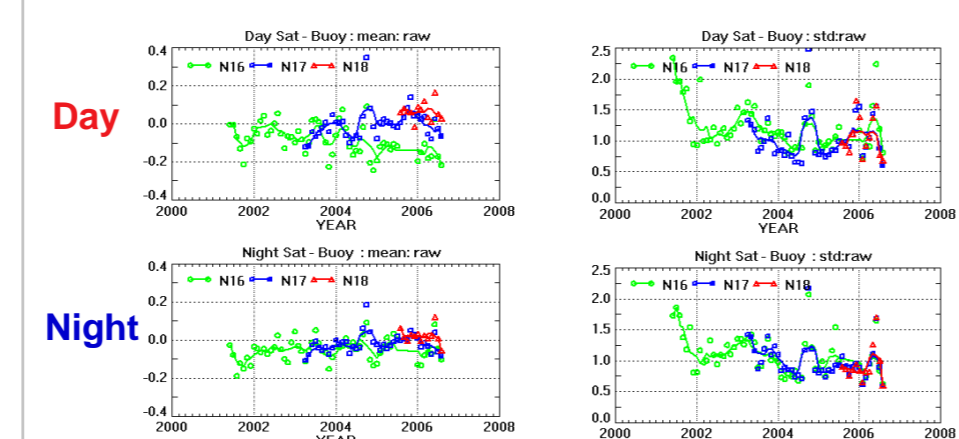 Day Sat - Buoy : mean: raw
0.4
N16 N17 N18
0.2
0.0
-0.2
-0.4
2000 2002 2004 2006 2008
YEAR
Day
Day Sat - Buoy : std:raw
2.5
N16 N17 N18
2.0
1.5
1.0
0.5
0.0
2000 2002 2004 2006 2008
YEAR
Night Sat - Buoy : mean: raw
0.4
N16 N17 N18
0.2
0.0
-0.2
-0.4
2000 2002 2004 2006 2008
YEAR
Night
Night Sat - Buoy : std:raw
2.5
N16 N17 N18
2.0
1.5
1.0
0.5
0.0
2000 2002 2004 2006 2008